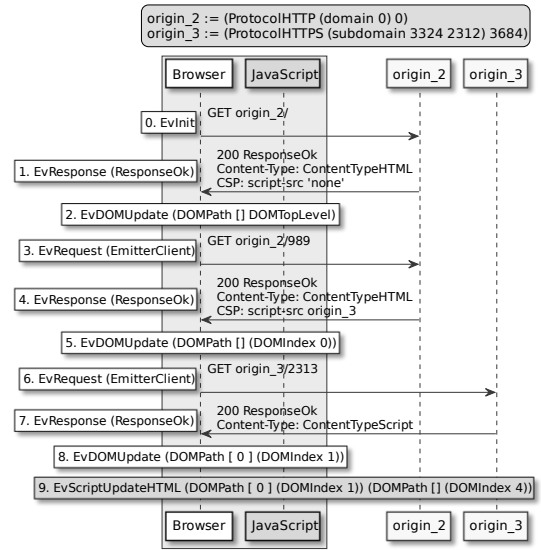 origin_2 := (ProtocolHTTP (domain 0) 0)
origin_3 := (ProtocolHTTPS (subdomain 3324 2312) 3684)
Browser
JavaScript
origin_2
origin_3
0. EvInit
GET origin_2/
200 ResponseOk
Content-Type: ContentTypeHTML
1. EvResponse (ResponseOk)
CSP: script-src 'none'
2. EvDOMUpdate (DOMPath [] DOMTopLevel)
3. EvRequest (EmitterClient)
GET origin_2/989
200 ResponseOk
Content-Type: ContentTypeHTML
4. EvResponse (ResponseOk)
CSP: script-src origin_3
5. EvDOMUpdate (DOMPath [] (DOMIndex 0))
6. EvRequest (EmitterClient)
GET origin_3/2313
200 ResponseOk
7. EvResponse (ResponseOk)
Content-Type: ContentTypeScript
8. EvDOMUpdate (DOMPath [ 0 ] (DOMIndex 1))
9. EvScriptUpdateHTML (DOMPath [ 0 ] (DOMIndex 1)) (DOMPath [] (DOMIndex 4))
Browser
JavaScript
origin_2
origin_3